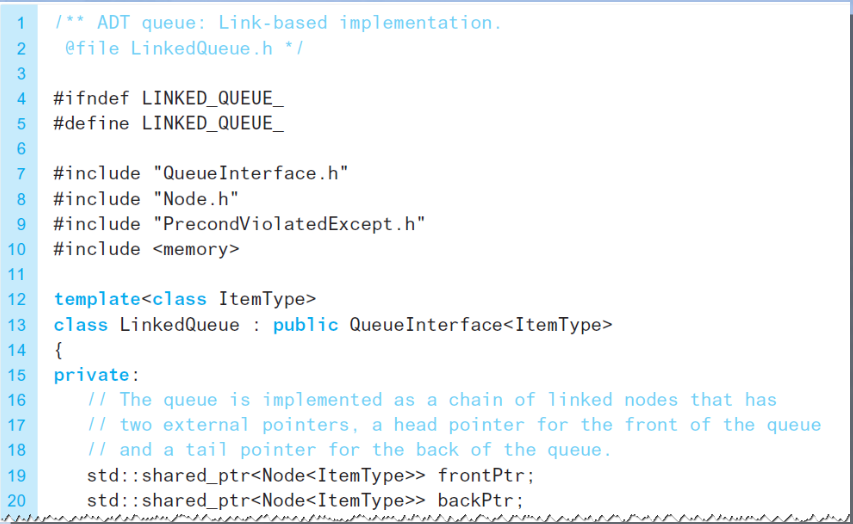 1 /** ADT queue: Link-based implementation.
2 @file LinkedQueue.h */
3
4 #ifndef LINKED_QUEUE_
5 #define LINKED_QUEUE_
6
7 #include "QueueInterface.h"
8 #include "Node.h"
9 #include "PrecondViolatedExcept.h"
10 #include <memory>
11
12 template<class ItemType>
13 class LinkedQueue : public QueueInterface<ItemType>
14 {
15 private:
16 // The queue is implemented as a chain of linked nodes that has
17 // two external pointers, a head pointer for the front of the queue
18 // and a tail pointer for the back of the queue.
19 std::shared_ptr<Node<ItemType>> frontPtr;
20 std::shared_ptr<Node<ItemType>> backPtr;